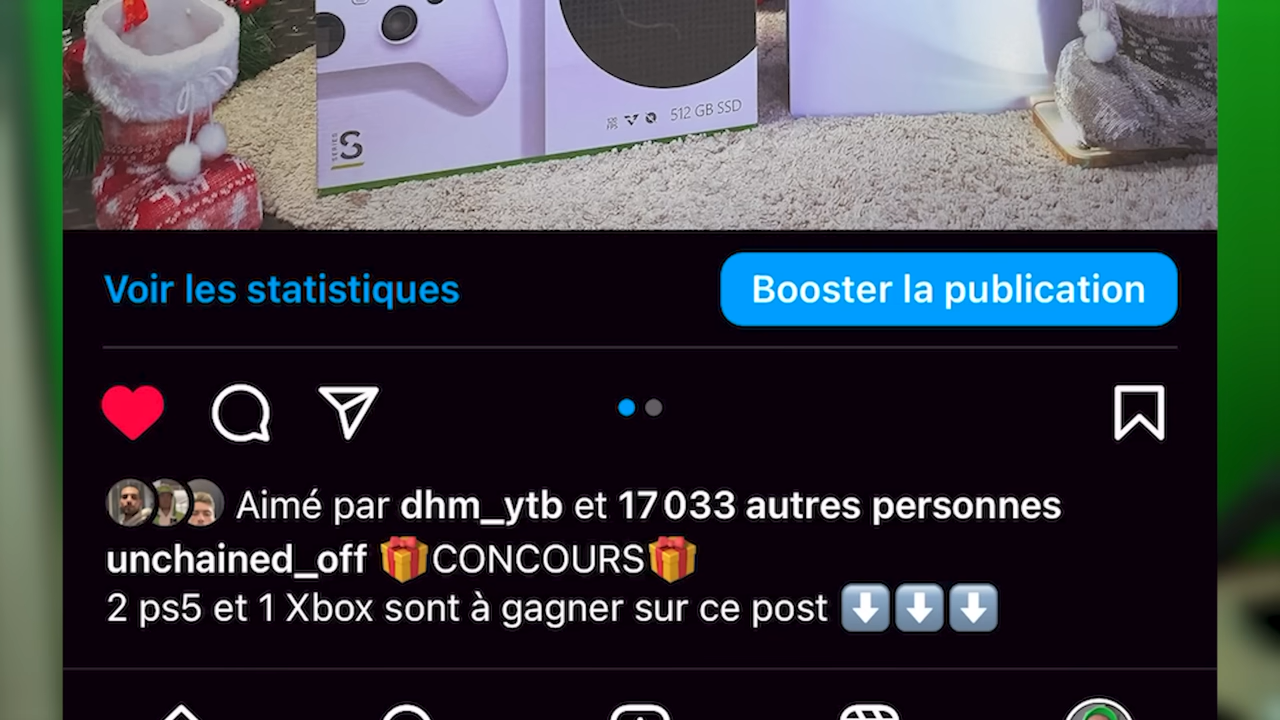 512 GB SSD
SERIES S
Voir les statistiques
Booster la publication
Aimé par dhm_ytb et 17 033 autres personnes
unchained_off 🎁CONCOURS🎁
2 ps5 et 1 Xbox sont à gagner sur ce post ⬇️⬇️⬇️